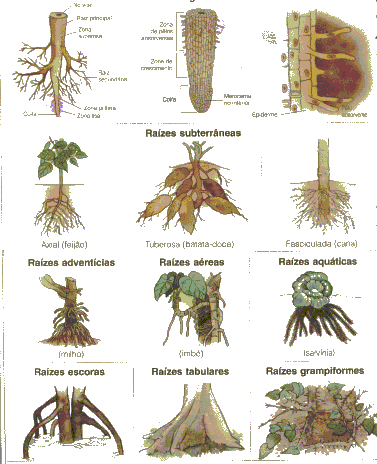 Raiz principal
Zona
suberosa
Raiz
secundária
Zona pilífera
Coifa
Zona lisa
Zona
de pêlos
absorventes
Zona de
crescimento
Coifa
Meristema
Epiderme
Raízes subterrâneas
Axial (feijão)
Tuberosa (batata-doce)
Fasciculada (cana)
Raízes adventícias
Raízes aéreas
Raízes aquáticas
(milho)
(imbé)
(salvínia)
Raízes escoras
Raízes tabulares
Raízes grampiformes